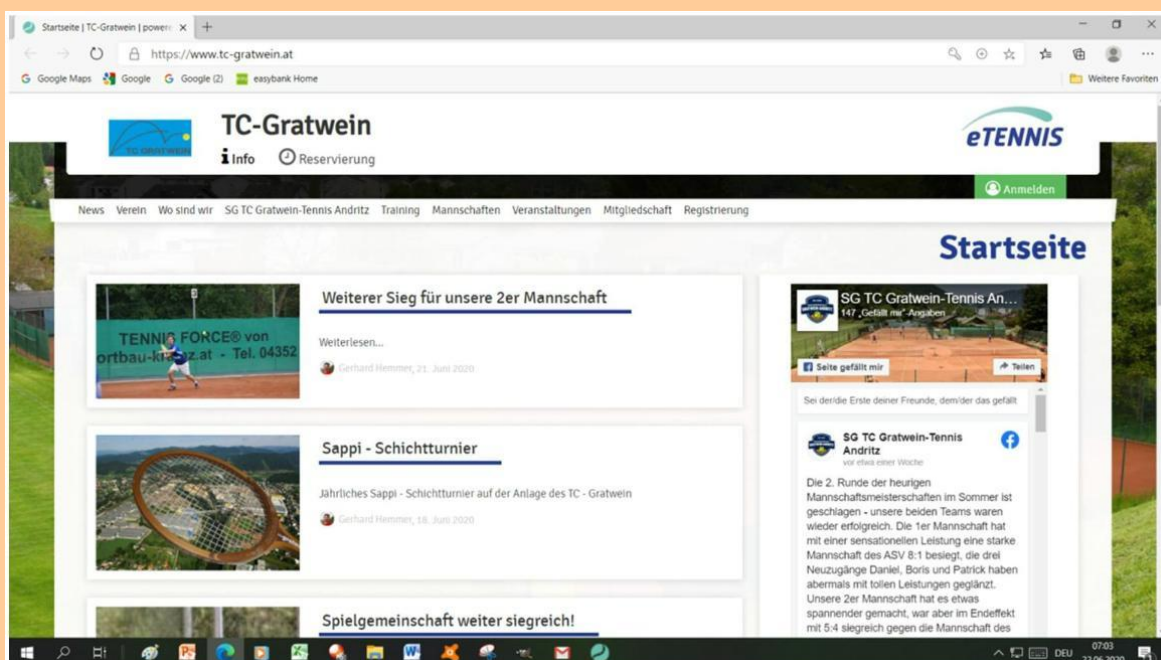 Startseite | TC-Gratwein | power
https://www.tc-gratwein.at
Google Maps Google Google (2) easybank Home
Weitere Favoriten
TC-Gratwein
TC GRATWEIN
Info Reservierung
eTENNIS
Anmelden
News Verein Wo sind wir SG TC Gratwein-Tennis Andritz Training Mannschaften Veranstaltungen Mitgliedschaft Registrierung
Startseite
Weiterer Sieg für unsere 2er Mannschaft
TENNIS FORCE® von
.at - Tel. 04352
Weiterlesen...
Gerhard Hemmer, 21. Juni 2020
Sappi - Schichtturnier
Jährliches Sappi - Schichtturnier auf der Anlage des TC - Gratwein
Gerhard Hemmer, 18. Juni 2020
Spielgemeinschaft weiter siegreich!
SG TC Gratwein-Tennis An...
147 „Gefällt mir“-Angaben
Seite gefällt mir
Teilen
Sei der/die Erste deiner Freunde, dem/der das gefällt
SG TC Gratwein-Tennis
Andritz
vor etwa einer Woche
Die 2. Runde der heurigen
Mannschaftsmeisterschaften im Sommer ist
geschlagen - unsere beiden Teams waren
wieder erfolgreich. Die 1er Mannschaft hat
mit einer sensationellen Leistung eine starke
Mannschaft des ASV 8:1 besiegt, die drei
Neuzugänge Daniel, Boris und Patrick haben
abermals mit tollen Leistungen geglänzt.
Unsere 2er Mannschaft hat es etwas
spannender gemacht, war aber im Endeffekt
mit 5:4 siegreich gegen die Mannschaft des
DEU
07:03
22.06.2020